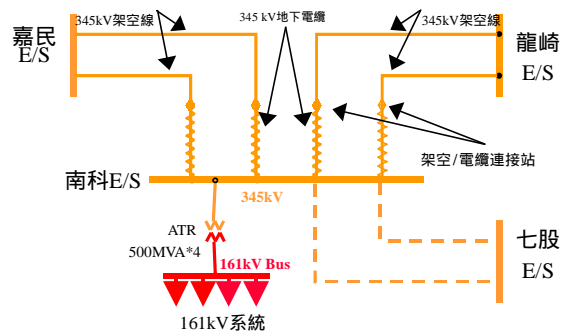 嘉民
E/S
345kV架空線
345 kV地下電纜
345kV架空線
龍崎
E/S
架空/電纜連接站
南科E/S
345kV
ATR
500MVA*4
161kV Bus
161kV系統
七股
E/S